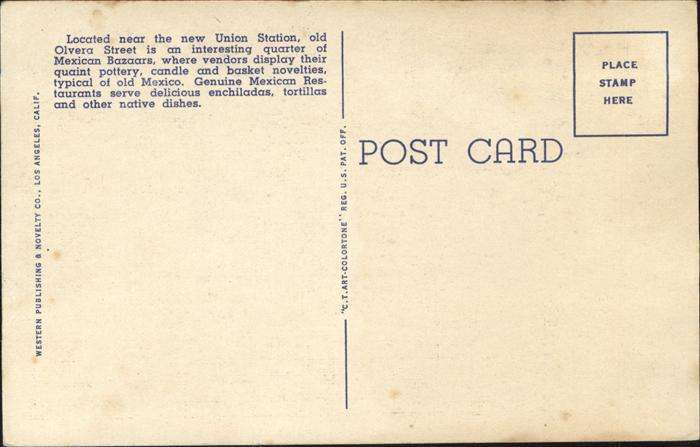 Located near the new Union Station, old
Olvera Street is an interesting quarter of
Mexican Bazaars, where vendors display their
quaint pottery, candle and basket novelties,
typical of old Mexico. Genuine Mexican Res-
taurants serve delicious enchiladas, tortillas
and other native dishes.
WESTERN PUBLISHING & NOVELTY CO., LOS ANGELES, CALIF.
"C.T. ART-COLORTONE" REG. U.S. PAT. OFF.
POST CARD
PLACE
STAMP
HERE